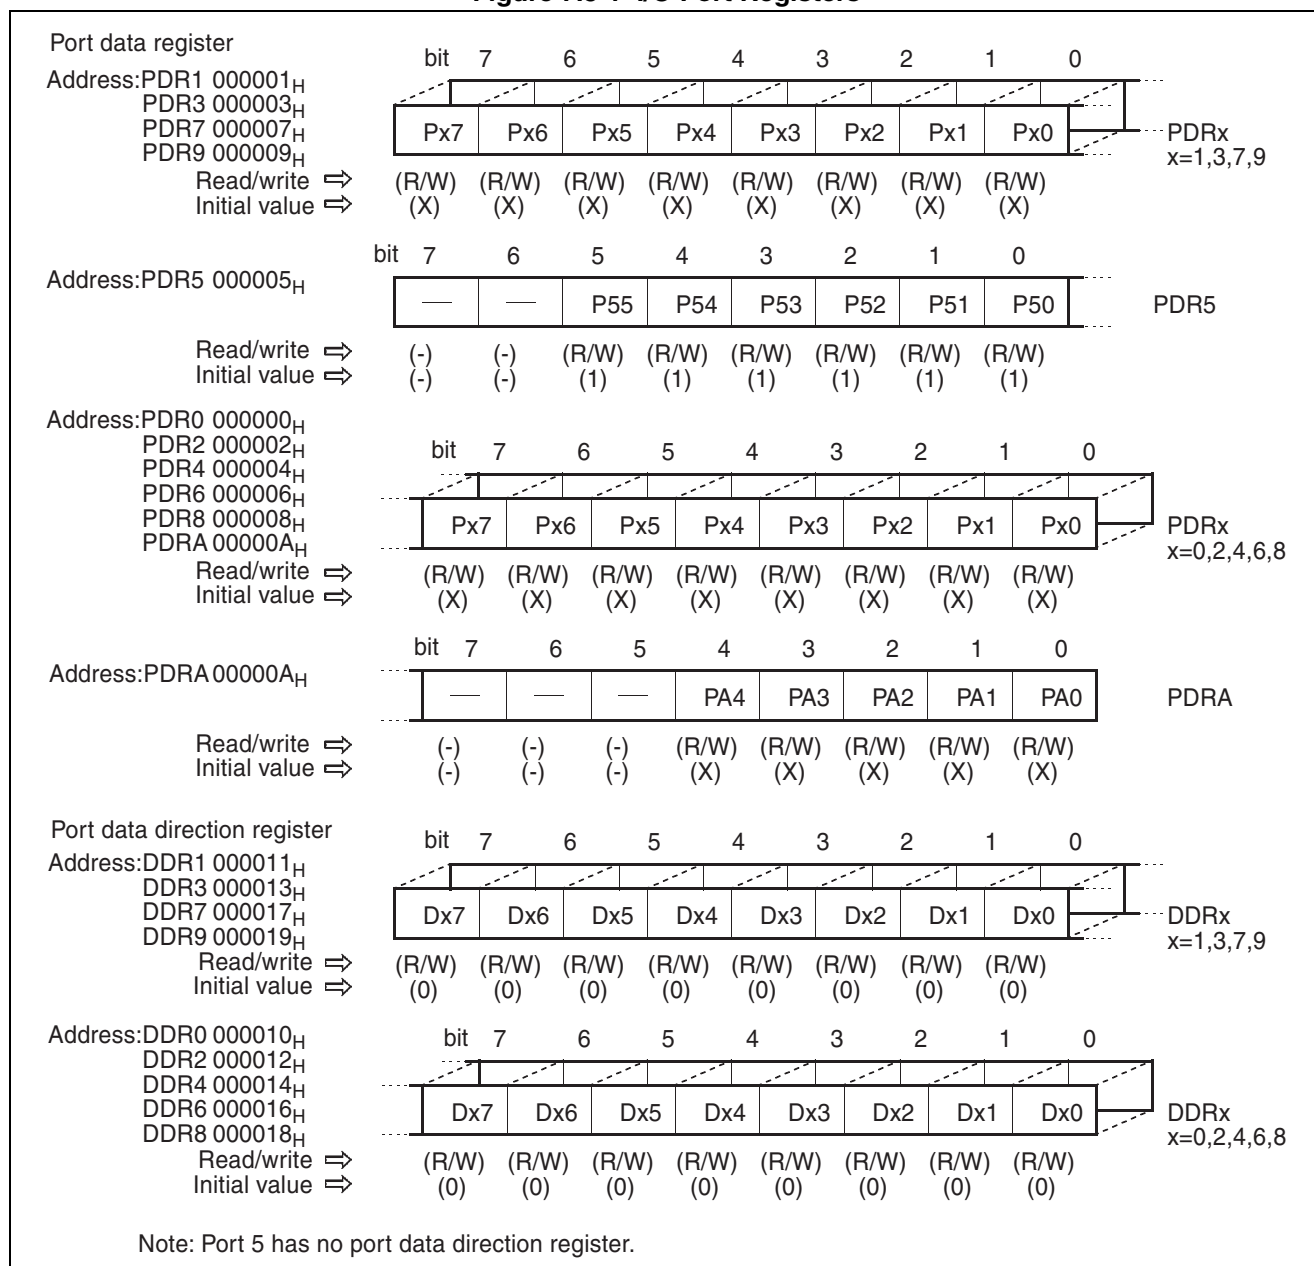 Port data register
bit 7 6 5 4 3 2 1 0
Address:PDR1 000001H
PDR3 000003H
PDR7 000007H
PDR9 000009H
Px7 Px6 Px5 Px4 Px3 Px2 Px1 Px0
PDRx
x=1,3,7,9
Read/write ⇨ (R/W) (R/W) (R/W) (R/W) (R/W) (R/W) (R/W) (R/W)
Initial value ⇨ (X) (X) (X) (X) (X) (X) (X) (X)
bit 7 6 5 4 3 2 1 0
Address:PDR5 000005H
— — P55 P54 P53 P52 P51 P50 PDR5
Read/write ⇨ (-) (-) (R/W) (R/W) (R/W) (R/W) (R/W) (R/W)
Initial value ⇨ (-) (-) (1) (1) (1) (1) (1) (1)
Address:PDR0 000000H
PDR2 000002H
PDR4 000004H
PDR6 000006H
PDR8 000008H
PDRA 00000AH
bit 7 6 5 4 3 2 1 0
Px7 Px6 Px5 Px4 Px3 Px2 Px1 Px0
PDRx
x=0,2,4,6,8
Read/write ⇨ (R/W) (R/W) (R/W) (R/W) (R/W) (R/W) (R/W) (R/W)
Initial value ⇨ (X) (X) (X) (X) (X) (X) (X) (X)
bit 7 6 5 4 3 2 1 0
Address:PDRA 00000AH
— — — PA4 PA3 PA2 PA1 PA0 PDRA
Read/write ⇨ (-) (-) (-) (R/W) (R/W) (R/W) (R/W) (R/W)
Initial value ⇨ (-) (-) (-) (X) (X) (X) (X) (X)
Port data direction register
bit 7 6 5 4 3 2 1 0
Address:DDR1 000011H
DDR3 000013H
DDR7 000017H
DDR9 000019H
Dx7 Dx6 Dx5 Dx4 Dx3 Dx2 Dx1 Dx0
DDRx
x=1,3,7,9
Read/write ⇨ (R/W) (R/W) (R/W) (R/W) (R/W) (R/W) (R/W) (R/W)
Initial value ⇨ (0) (0) (0) (0) (0) (0) (0) (0)
Address:DDR0 000010H
DDR2 000012H
DDR4 000014H
DDR6 000016H
DDR8 000018H
bit 7 6 5 4 3 2 1 0
Dx7 Dx6 Dx5 Dx4 Dx3 Dx2 Dx1 Dx0
DDRx
x=0,2,4,6,8
Read/write ⇨ (R/W) (R/W) (R/W) (R/W) (R/W) (R/W) (R/W) (R/W)
Initial value ⇨ (0) (0) (0) (0) (0) (0) (0) (0)
Note: Port 5 has no port data direction register.